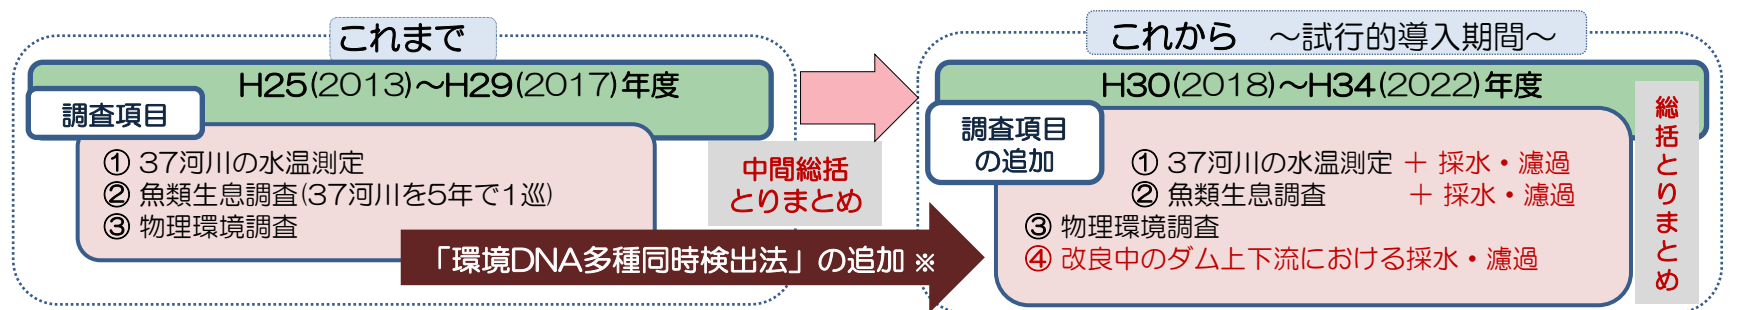 これまで
H25(2013)～H29(2017)年度
調査項目
① 37河川の水温測定
② 魚類生息調査(37河川を5年で1巡)
③ 物理環境調査
中間総括
とりまとめ
「環境DNA多種同時検出法」の追加 ※
これから ～試行的導入期間～
H30(2018)～H34(2022)年度
調査項目
の追加
① 37河川の水温測定 ＋ 採水・濾過
② 魚類生息調査 ＋ 採水・濾過
③ 物理環境調査
④ 改良中のダム上下流における採水・濾過
総括とりまとめ